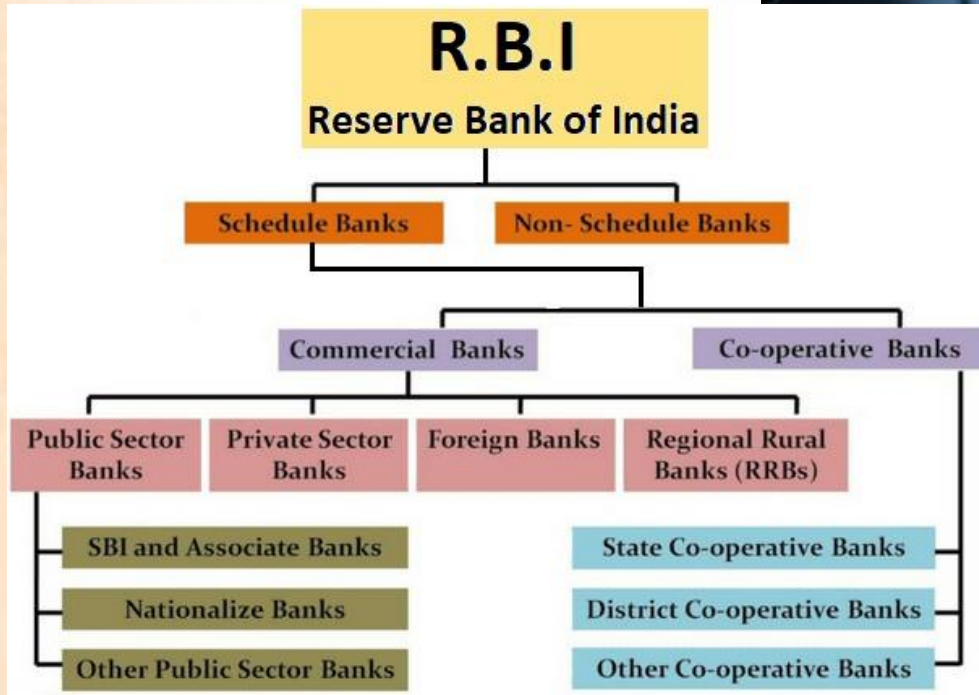 R.B.I
Reserve Bank of India
Schedule Banks
Non- Schedule Banks
Commercial Banks
Co-operative Banks
Public Sector
Banks
Private Sector
Banks
Foreign Banks
Regional Rural
Banks (RRBs)
SBI and Associate Banks
Nationalize Banks
Other Public Sector Banks
State Co-operative Banks
District Co-operative Banks
Other Co-operative Banks